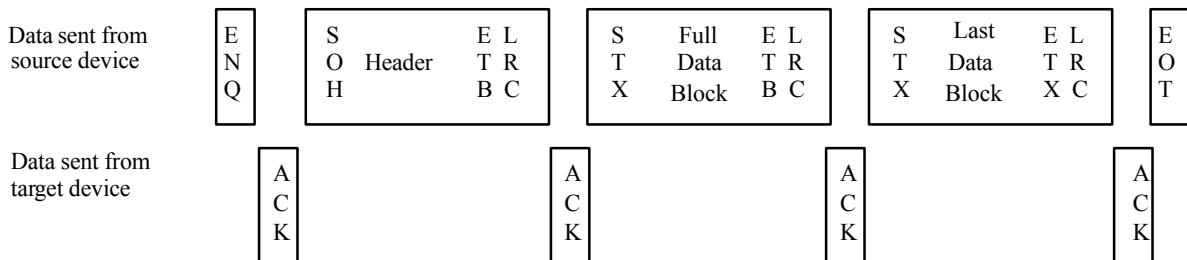 Data sent from
source device
E
N
Q
S
O
H
Header
E L
T R
B C
S
T
X
Full
Data
Block
E L
T R
B C
S
T
X
Last
Data
Block
E L
T R
X C
E
O
T
Data sent from
target device
A
C
K
A
C
K
A
C
K
A
C
K